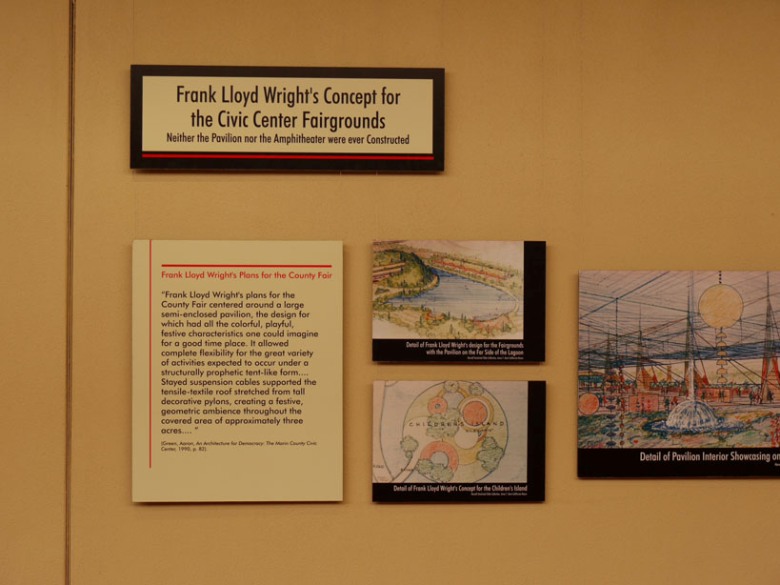 Frank Lloyd Wright's Concept for
the Civic Center Fairgrounds
Neither the Pavilion nor the Amphitheater were ever Constructed
Frank Lloyd Wright's Plans for the County Fair
"Frank Lloyd Wright's plans for the
County Fair centered around a large
semi-enclosed pavilion, the design for
which had all the colorful, playful,
festive characteristics one could imagine
for a good time place. It allowed
complete flexibility for the great variety
of activities expected to occur under a
structurally prophetic tent-like form....
Stayed suspension cables supported the
tensile-textile roof stretched from tall
decorative pylons, creating a festive,
geometric ambience throughout the
covered area of approximately three
acres...."
(Green, Aaron, An Architecture for Democracy: The Marin County Civic
Center, 1990, p. 82)
Detail of Frank Lloyd Wright's design for the Fairgrounds
with the Pavilion on the Far Side of the Lagoon
CHILDREN'S ISLAND
Detail of Frank Lloyd Wright's Concept for the Children's Island
Detail of Pavilion Interior Showcasing on